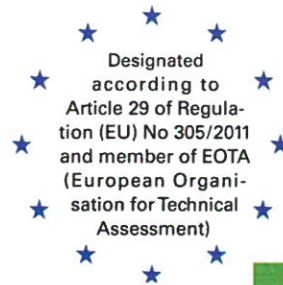 Designated
according to
Article 29 of Regula-
tion (EU) No 305/2011
and member of EOTA
(European Organi-
sation for Technical
Assessment)